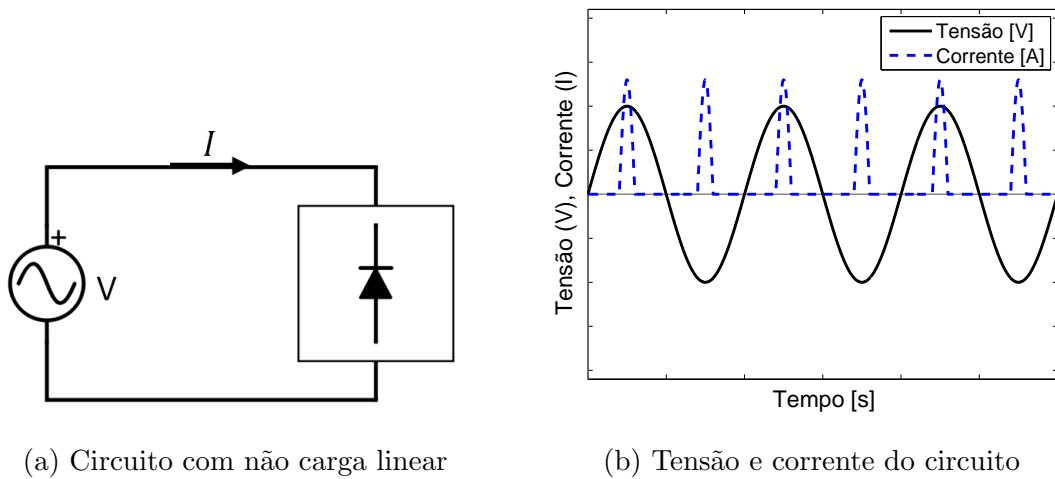 I
+
V
Tensão [V]
Corrente [A]
Tensão (V), Corrente (I)
Tempo [s]
(a) Circuito com não carga linear
(b) Tensão e corrente do circuito